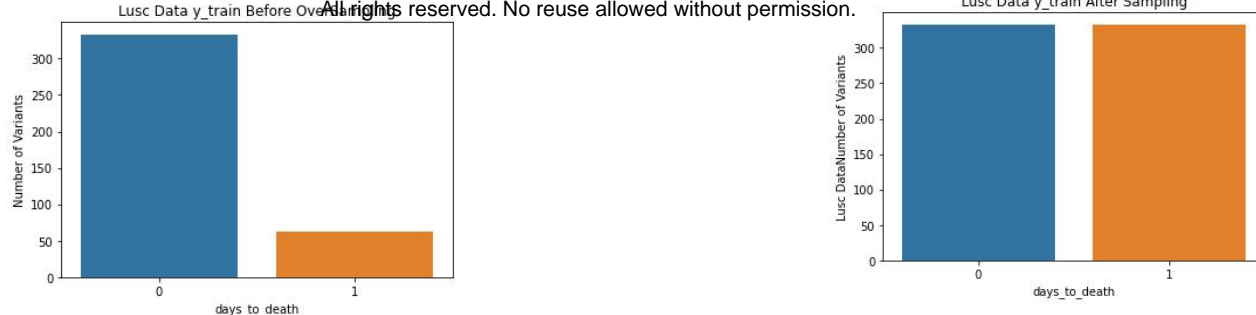 Lusc Data y_train Before OverSampling
All rights reserved. No reuse allowed without permission.
Number of Variants
300
250
200
150
100
50
0
0 1
days_to_death
Lusc Data y_train After Sampling
Lusc DataNumber of Variants
300
250
200
150
100
50
0
0 1
days_to_death